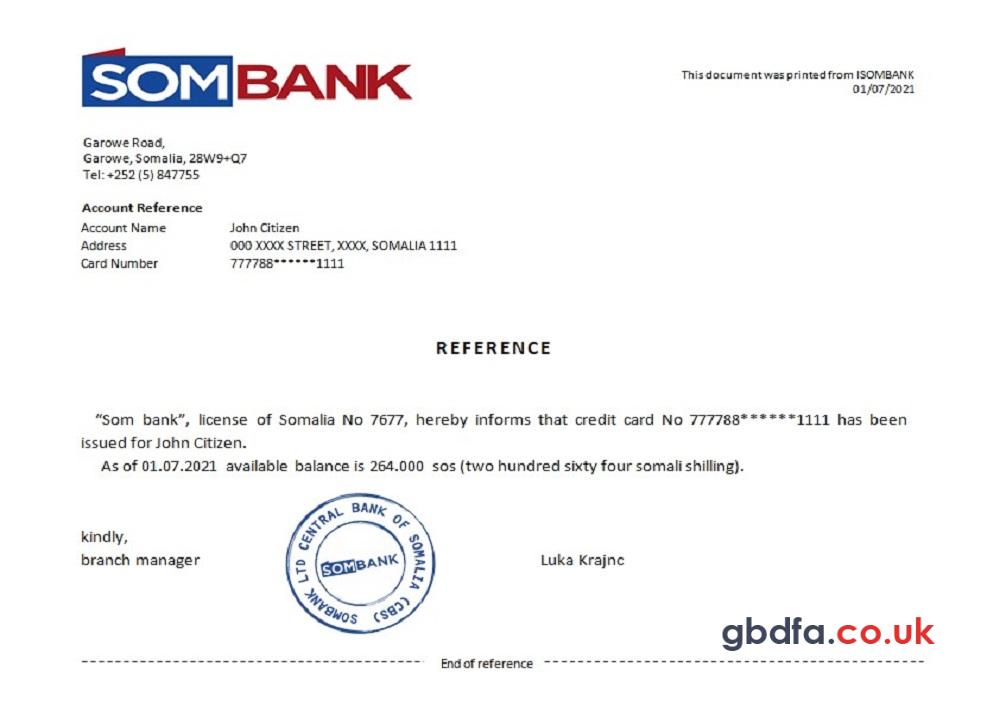 SOMBANK
This document was printed from ISOMBANK
01/07/2021
Garowe Road,
Garowe, Somalia, 28W9+Q7
Tel: +252 (5) 847755
Account Reference
Account Name John Citizen
Address 000 XXXX STREET, XXXX, SOMALIA 1111
Card Number 777788******1111
REFERENCE
“Som bank”, license of Somalia No 7677, hereby informs that credit card No 777788******1111 has been
issued for John Citizen.
As of 01.07.2021 available balance is 264.000 sos (two hundred sixty four somali shilling).
kindly,
branch manager
SOMBANK LTD CENTRAL BANK OF SOMALIA (CBS)
SOMBANK
Luka Krajnc
gbdfa.co.uk
End of reference